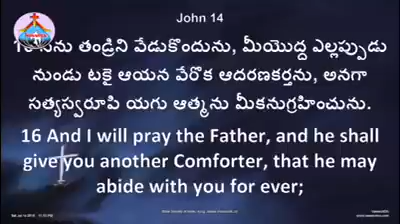 John 14
16 నేను తండ్రిని వేడుకొందును, మీయొద్ద ఎల్లప్పుడు
నుండు టకై ఆయన వేరొక ఆదరణకర్తను, అనగా
సత్యస్వరూపి యగు ఆత్మను మీకనుగ్రహించును.
16 And I will pray the Father, and he shall
give you another Comforter, that he may
abide with you for ever;